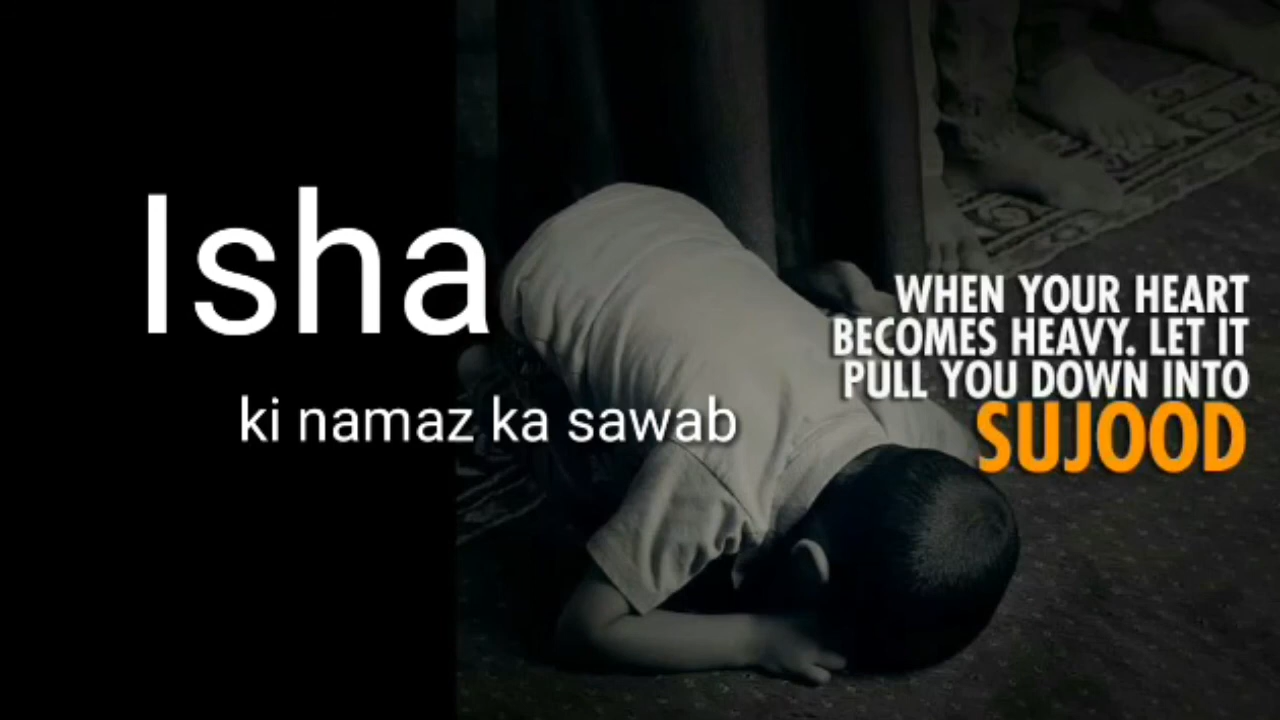 Isha
ki namaz ka sawab
WHEN YOUR HEART
BECOMES HEAVY. LET IT
PULL YOU DOWN INTO
SUJOOD